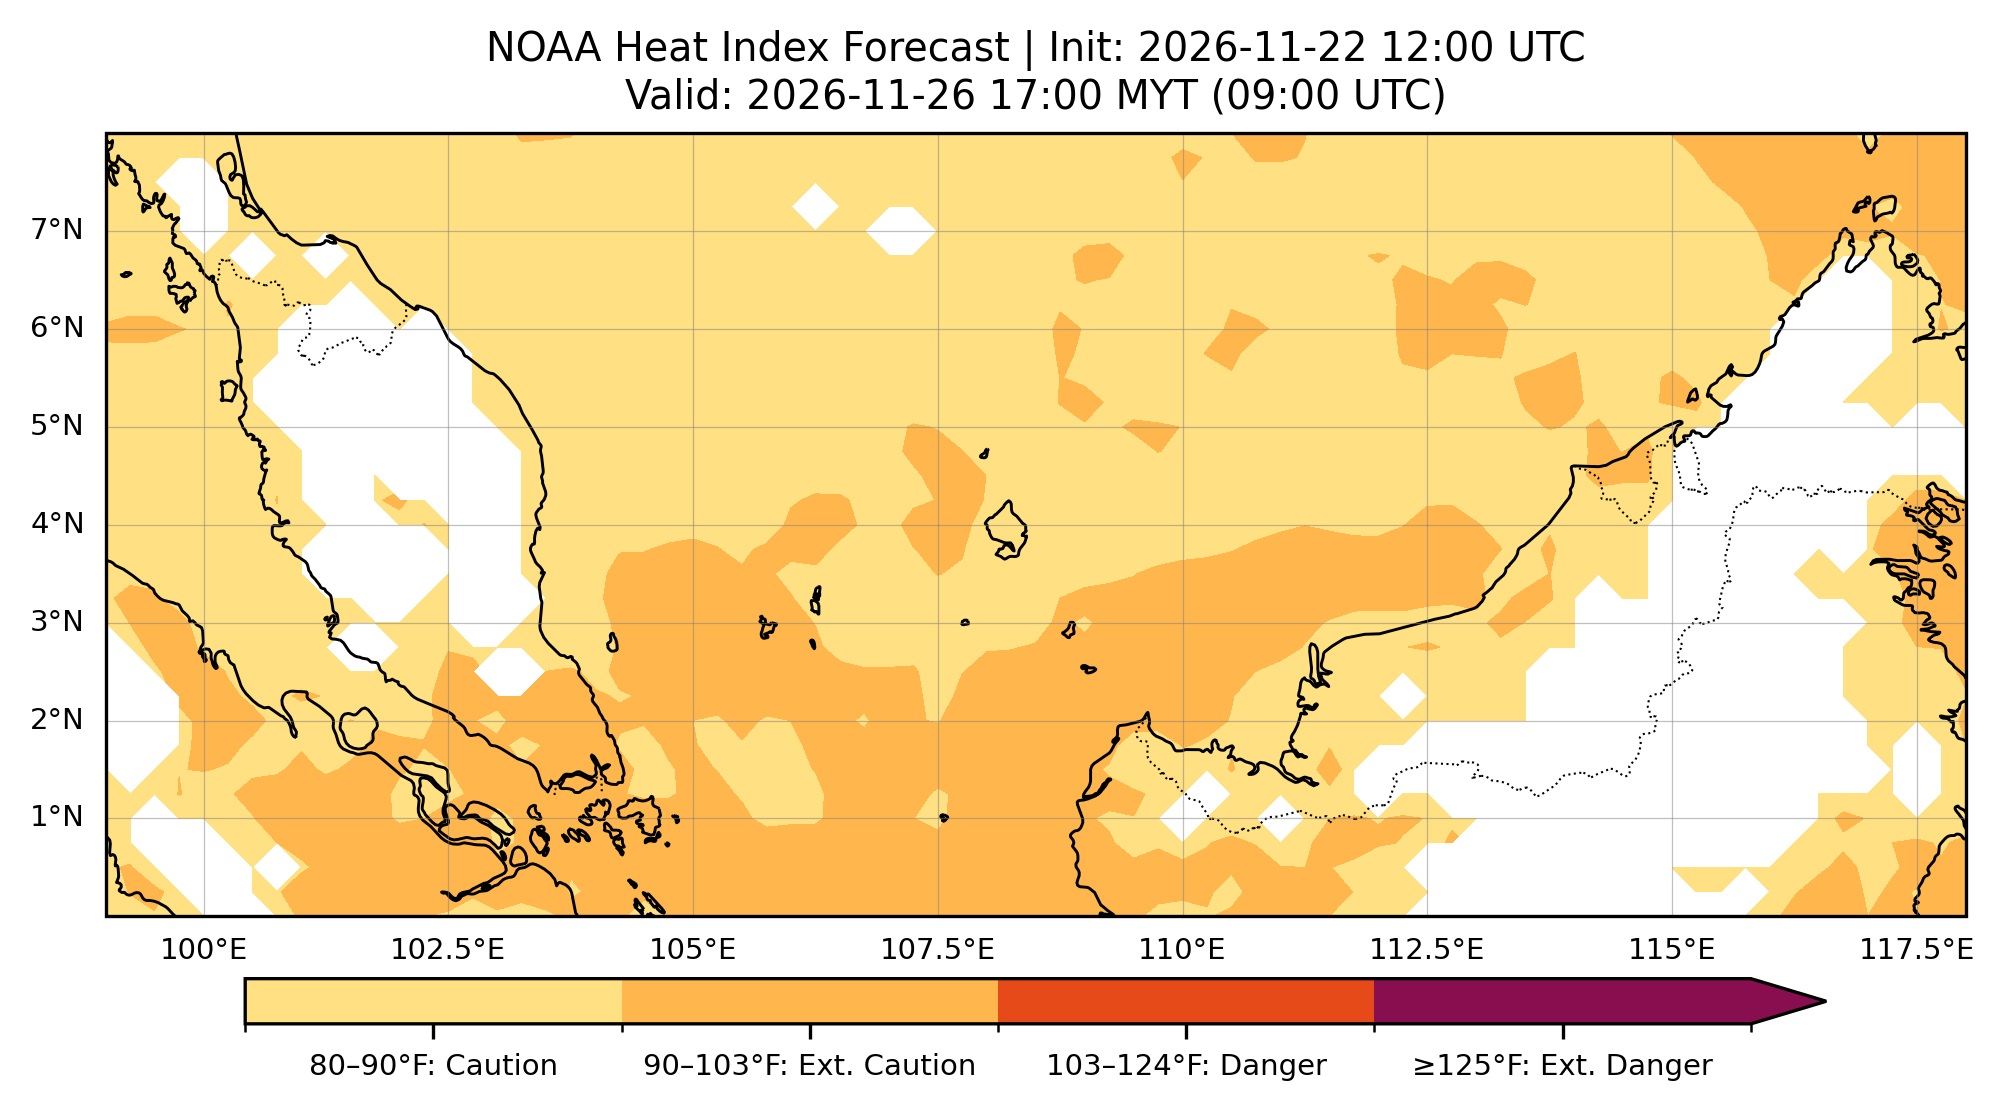 NOAA Heat Index Forecast | Init: 2026-11-22 12:00 UTC
Valid: 2026-11-26 17:00 MYT (09:00 UTC)
7°N
6°N
5°N
4°N
3°N
2°N
1°N
100°E 102.5°E 105°E 107.5°E 110°E 112.5°E 115°E 117.5°E
80–90°F: Caution 90–103°F: Ext. Caution 103–124°F: Danger ≥125°F: Ext. Danger